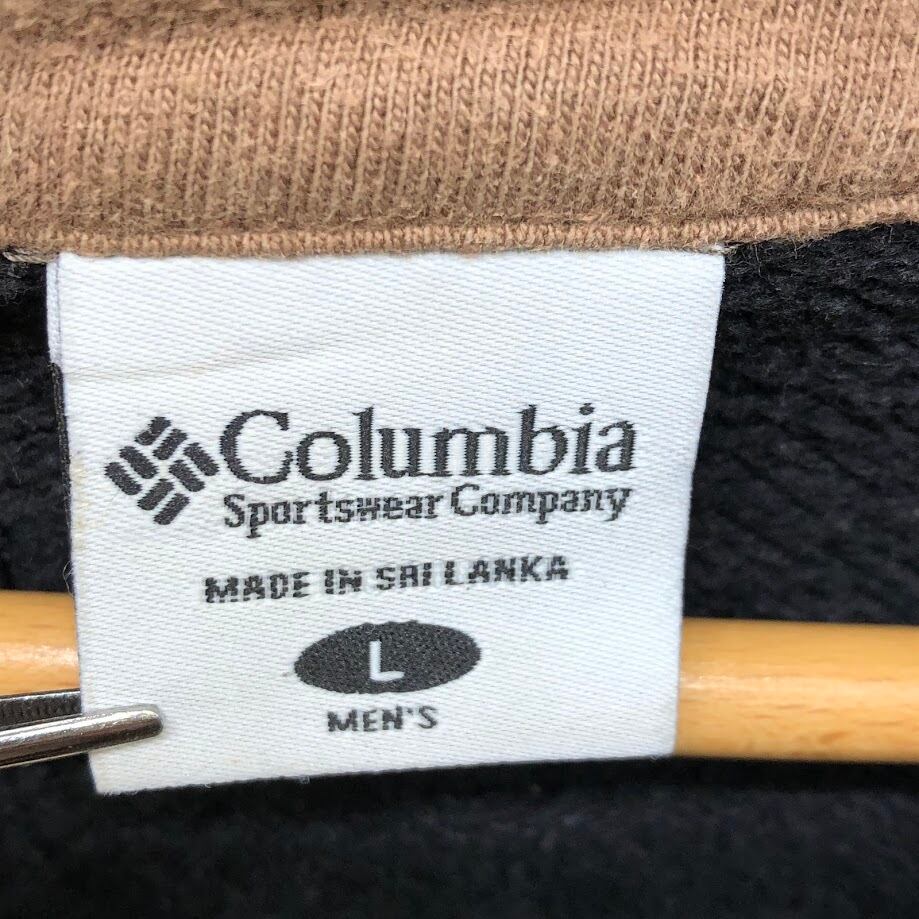 Columbia
Sportswear Company
MADE IN SRI LANKA
L
MEN'S